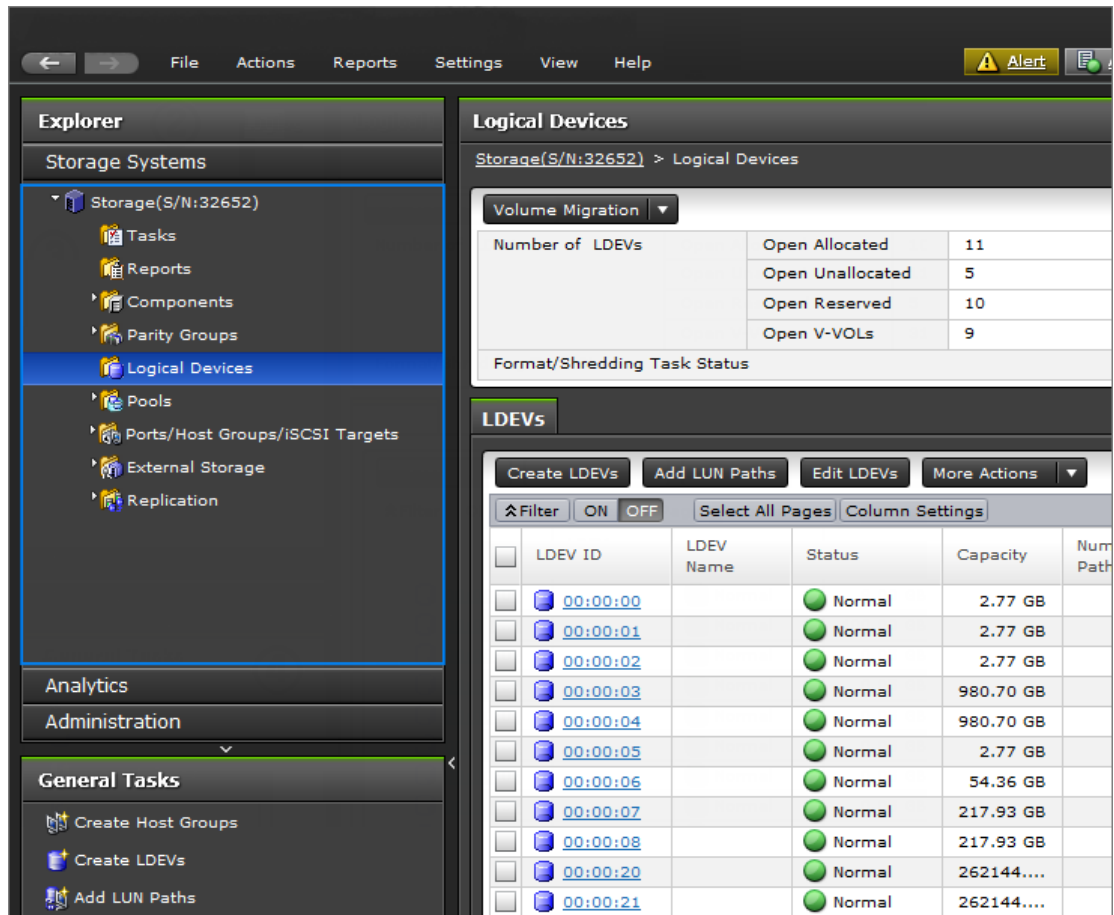 File Actions Reports Settings View Help
Alert
Explorer
Storage Systems
Storage(S/N:32652)
Tasks
Reports
Components
Parity Groups
Logical Devices
Pools
Ports/Host Groups/iSCSI Targets
External Storage
Replication
Analytics
Administration
General Tasks
Create Host Groups
Create LDEVs
Add LUN Paths
Logical Devices
Storage(S/N:32652) > Logical Devices
Volume Migration
Number of LDEVs
Open Allocated 11
Open Unallocated 5
Open Reserved 10
Open V-VOLs 9
Format/Shredding Task Status
LDEVs
Create LDEVs Add LUN Paths Edit LDEVs More Actions
Filter ON OFF Select All Pages Column Settings
LDEV ID LDEV Name Status Capacity
00:00:00 Normal 2.77 GB
00:00:01 Normal 2.77 GB
00:00:02 Normal 2.77 GB
00:00:03 Normal 980.70 GB
00:00:04 Normal 980.70 GB
00:00:05 Normal 2.77 GB
00:00:06 Normal 54.36 GB
00:00:07 Normal 217.93 GB
00:00:08 Normal 217.93 GB
00:00:20 Normal 262144....
00:00:21 Normal 262144....